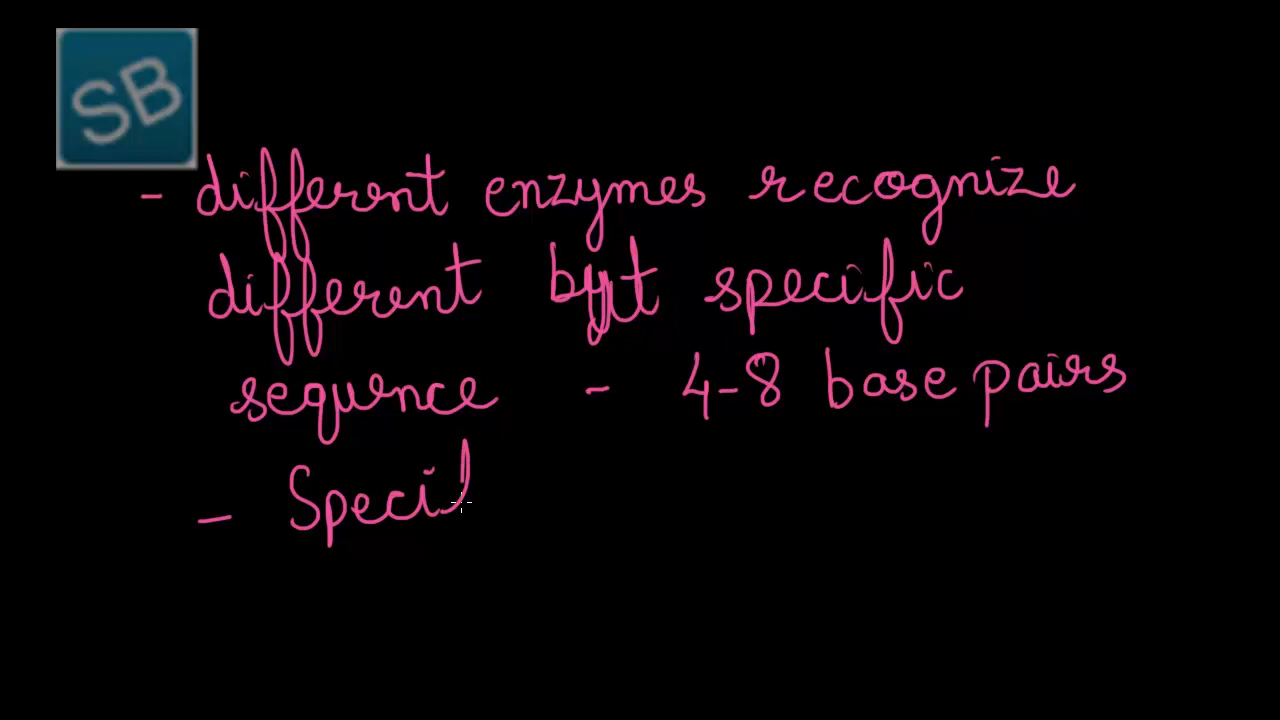 SB
- different enzymes recognize
different but specific
sequence - 4-8 base pairs
- Speci